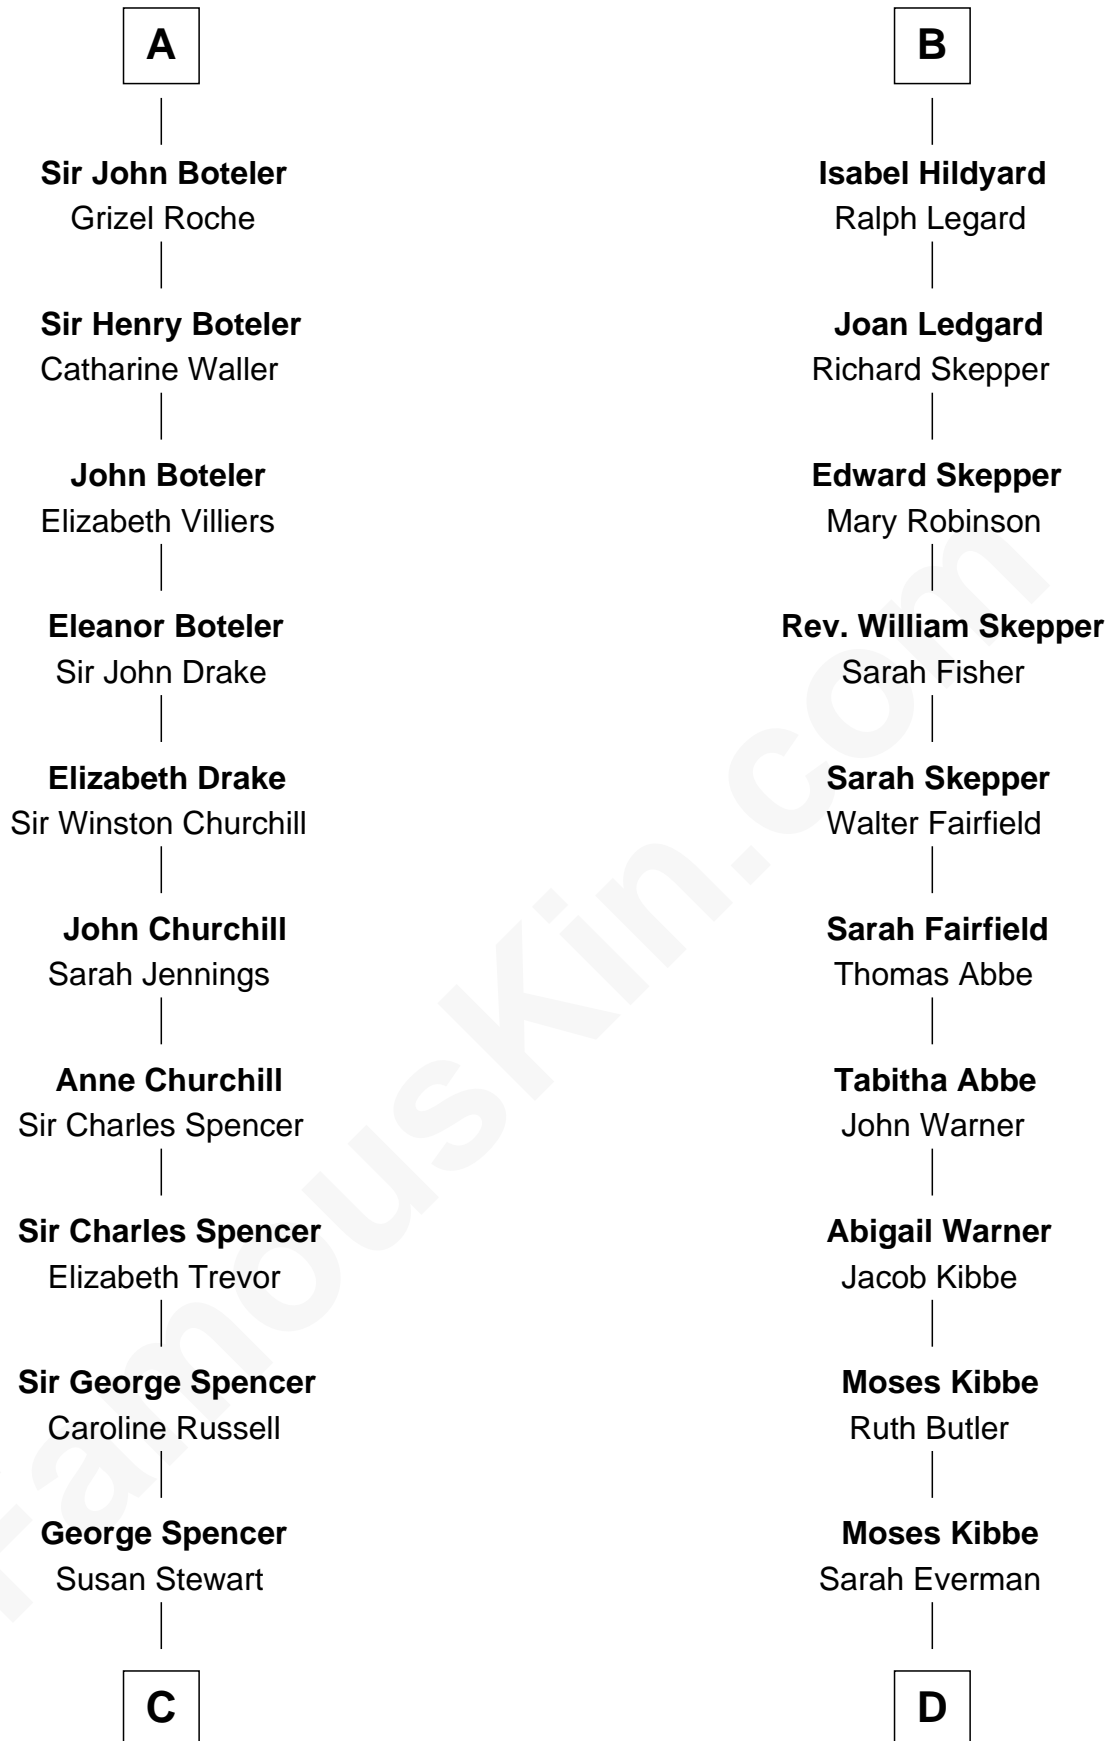 A
Sir John Boteler
Grizel Roche
Sir Henry Boteler
Catharine Waller
John Boteler
Elizabeth Villiers
Eleanor Boteler
Sir John Drake
Elizabeth Drake
Sir Winston Churchill
John Churchill
Sarah Jennings
Anne Churchill
Sir Charles Spencer
Sir Charles Spencer
Elizabeth Trevor
Sir George Spencer
Caroline Russell
George Spencer
Susan Stewart
C
B
Isabel Hildyard
Ralph Legard
Joan Ledgard
Richard Skepper
Edward Skepper
Mary Robinson
Rev. William Skepper
Sarah Fisher
Sarah Skepper
Walter Fairfield
Sarah Fairfield
Thomas Abbe
Tabitha Abbe
John Warner
Abigail Warner
Jacob Kibbe
Moses Kibbe
Ruth Butler
Moses Kibbe
Sarah Everman
D
FamousKin.com